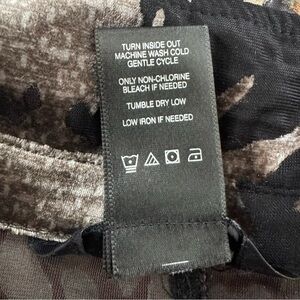 TURN INSIDE OUT
MACHINE WASH COLD
GENTLE CYCLE
ONLY NON-CHLORINE
BLEACH IF NEEDED
TUMBLE DRY LOW
LOW IRON IF NEEDED